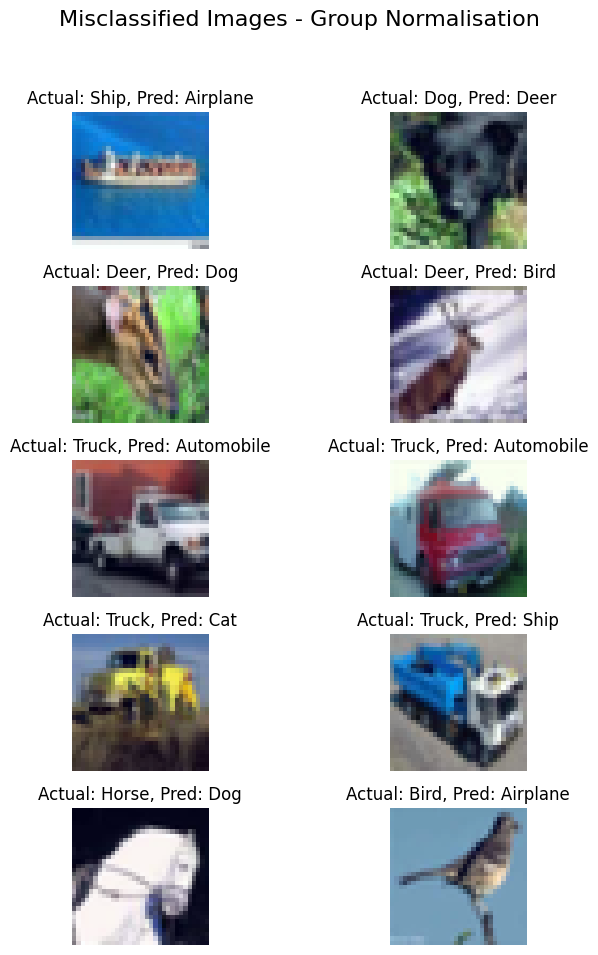 Misclassified Images - Group Normalisation
Actual: Ship, Pred: Airplane
Actual: Dog, Pred: Deer
Actual: Deer, Pred: Dog
Actual: Deer, Pred: Bird
Actual: Truck, Pred: Automobile
Actual: Truck, Pred: Automobile
Actual: Truck, Pred: Cat
Actual: Truck, Pred: Ship
Actual: Horse, Pred: Dog
Actual: Bird, Pred: Airplane